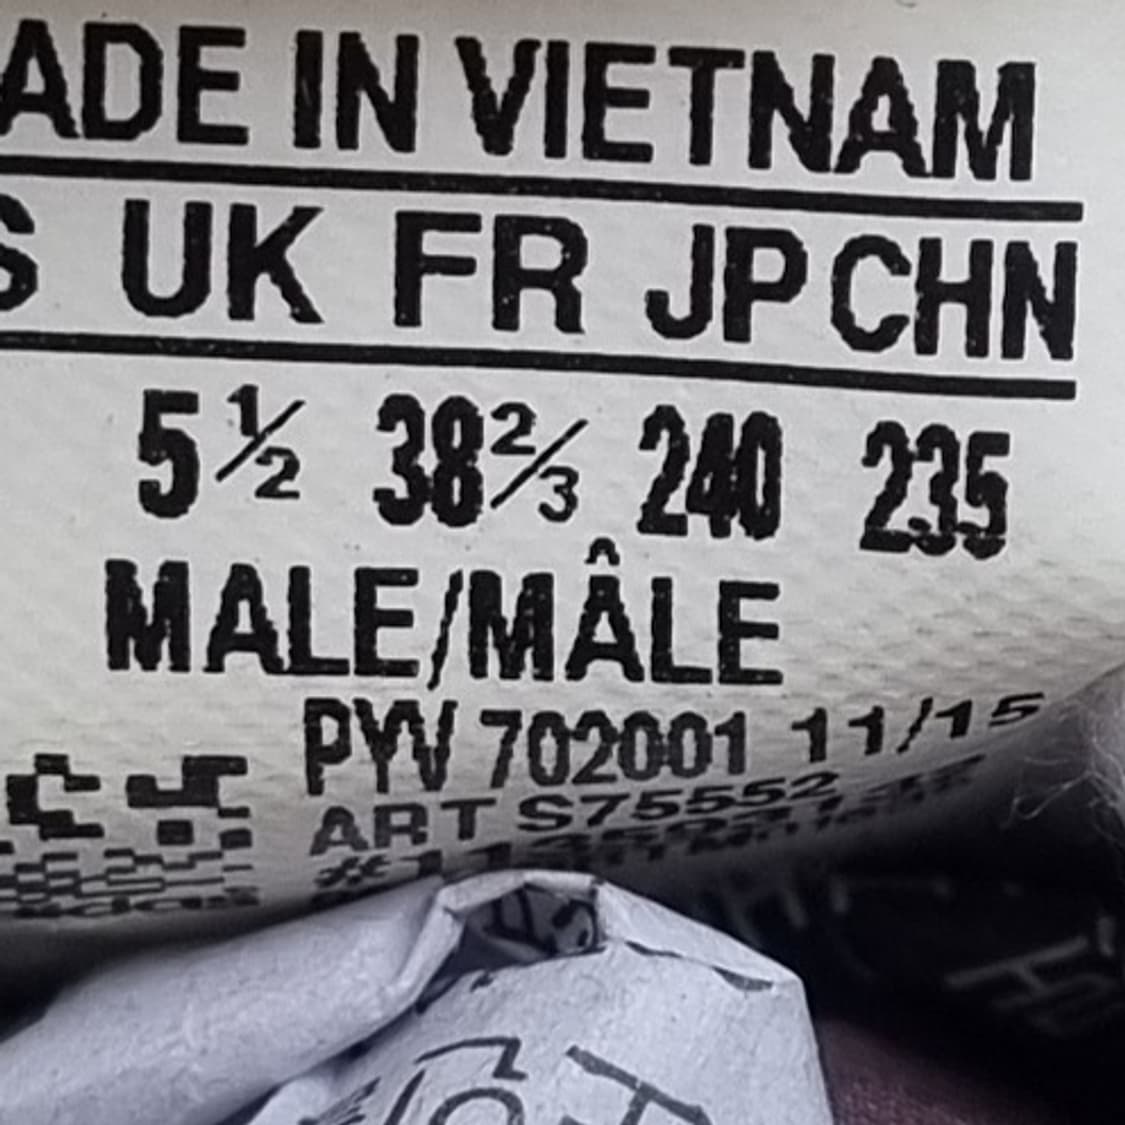 ADE IN VIETNAM
S UK FR JP CHN
5½ 38⅔ 240 235
MALE/MÂLE
PYV 702001 11/15
ART S75552